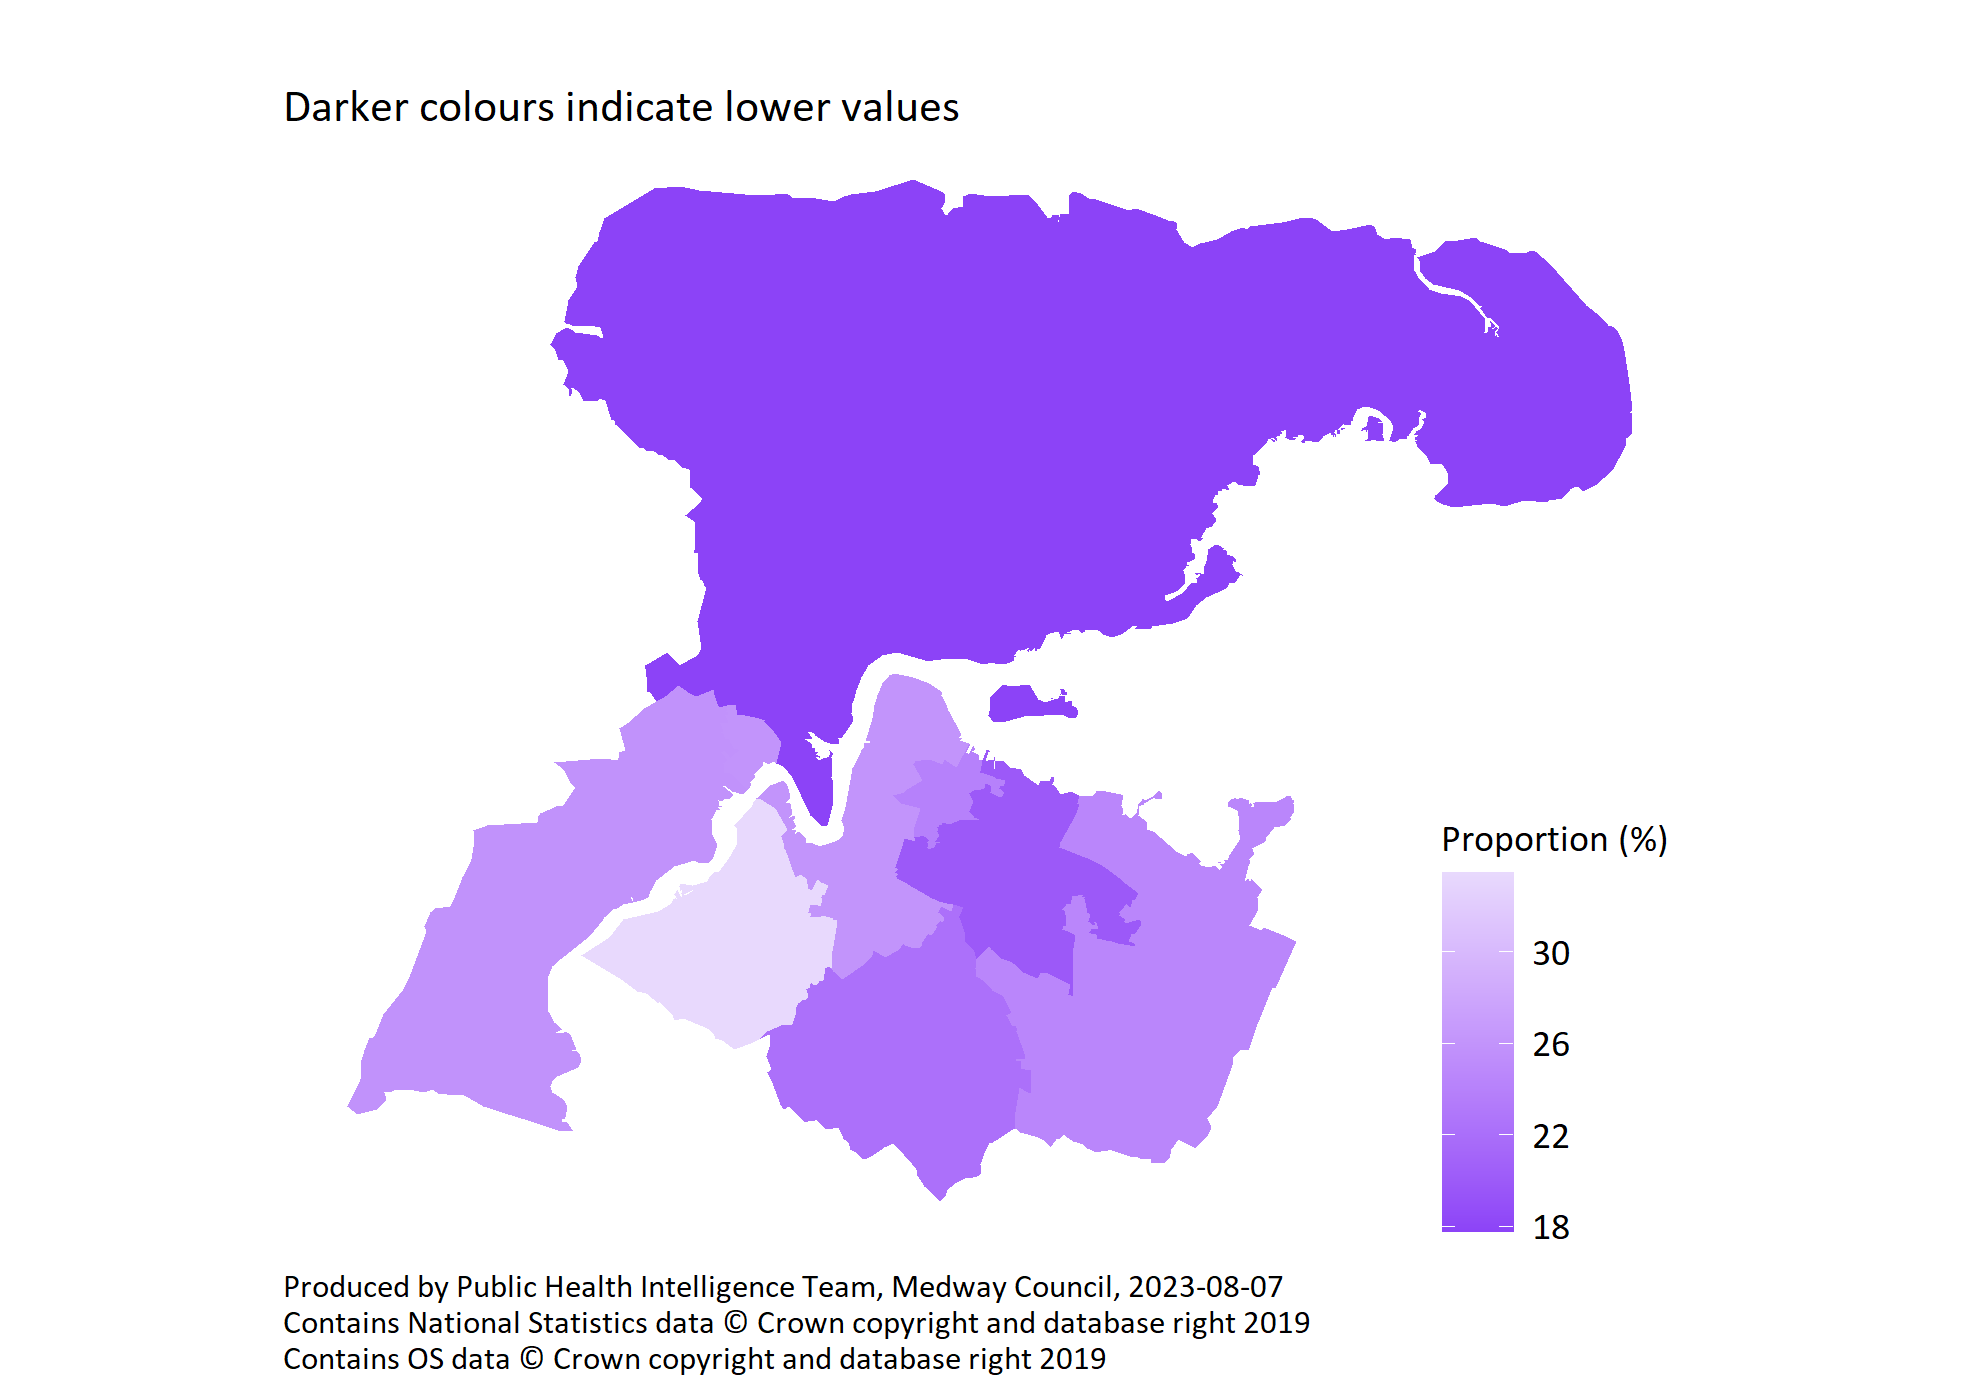 Darker colours indicate lower values
Proportion (%)
30
26
22
18
Produced by Public Health Intelligence Team, Medway Council, 2023-08-07
Contains National Statistics data © Crown copyright and database right 2019
Contains OS data © Crown copyright and database right 2019